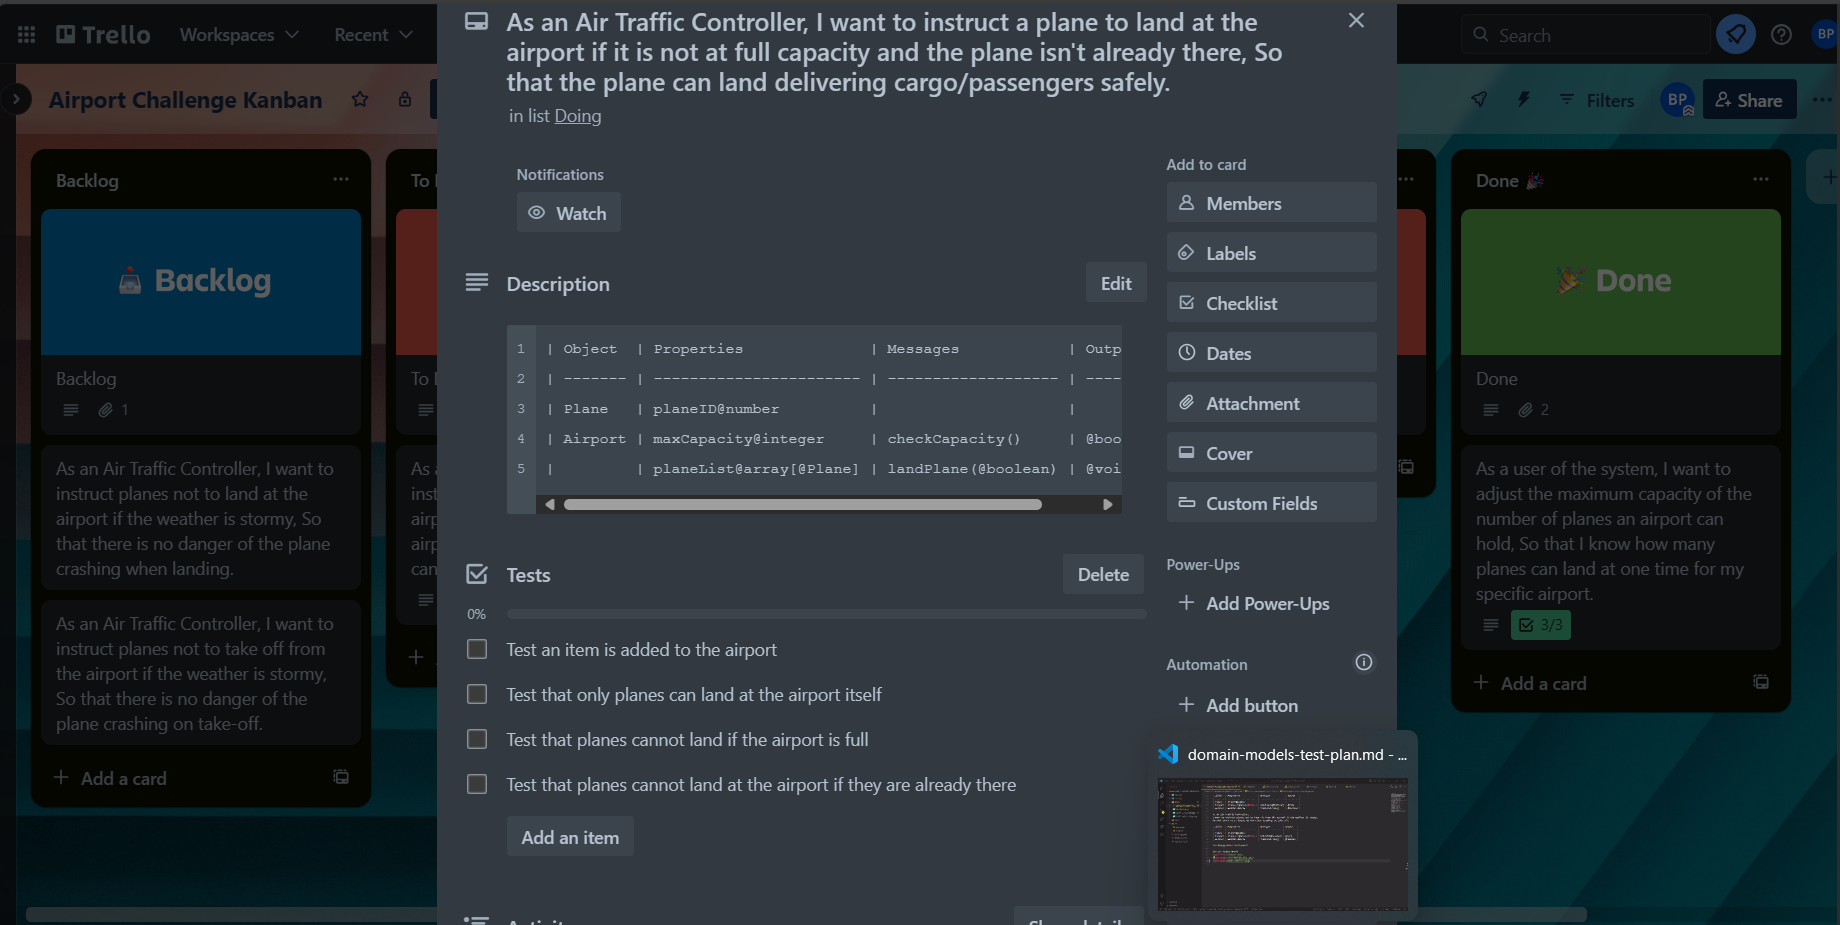 Trello
Workspaces
Recent
Search
BP
Airport Challenge Kanban
Filters
BP
Share
As an Air Traffic Controller, I want to instruct a plane to land at the
airport if it is not at full capacity and the plane isn't already there, So
that the plane can land delivering cargo/passengers safely.
in list Doing
Notifications
Watch
Description
Edit
1 | Object | Properties | Messages | Outp
2 | ------- | ----------------------- | ------------------- | ----
3 | Plane | planeID@number | |
4 | Airport | maxCapacity@integer | checkCapacity() | @boo
5 | | planeList@array[@Plane] | landPlane(@boolean) | @voi
Tests
Delete
0%
Test an item is added to the airport
Test that only planes can land at the airport itself
Test that planes cannot land if the airport is full
Test that planes cannot land at the airport if they are already there
Add an item
Add to card
Members
Labels
Checklist
Dates
Attachment
Cover
Custom Fields
Power-Ups
Add Power-Ups
Automation
Add button
domain-models-test-plan.md - ...
Backlog
📥 Backlog
Backlog
1
As an Air Traffic Controller, I want to
instruct planes not to land at the
airport if the weather is stormy, So
that there is no danger of the plane
crashing when landing.
As an Air Traffic Controller, I want to
instruct planes not to take off from
the airport if the weather is stormy,
So that there is no danger of the
plane crashing on take-off.
Add a card
To
To
As
inst
airp
airp
can
Done 🎉
🎉 Done
Done
2
As a user of the system, I want to
adjust the maximum capacity of the
number of planes an airport can
hold, So that I know how many
planes can land at one time for my
specific airport.
3/3
Add a card